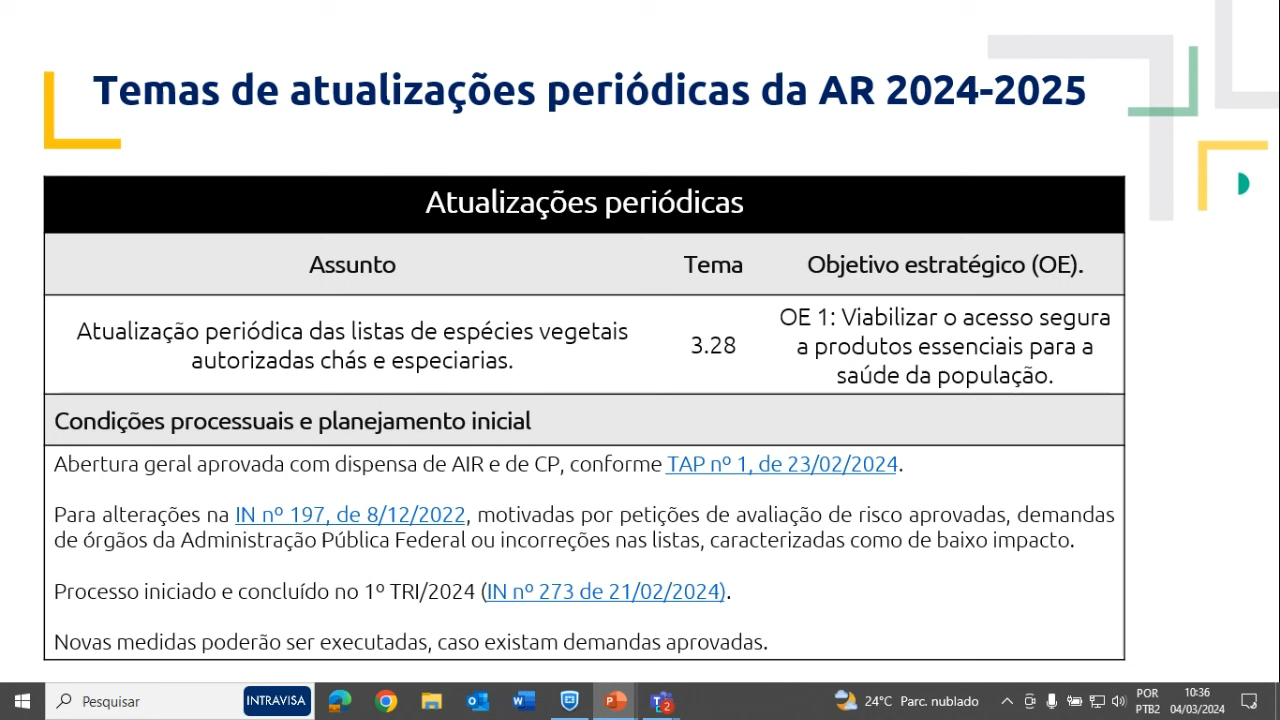 Temas de atualizações periódicas da AR 2024-2025
Atualizações periódicas
Assunto
Tema
Objetivo estratégico (OE).
Atualização periódica das listas de espécies vegetais
autorizadas chás e especiarias.
3.28
OE 1: Viabilizar o acesso segura
a produtos essenciais para a
saúde da população.
Condições processuais e planejamento inicial
Abertura geral aprovada com dispensa de AIR e de CP, conforme TAP nº 1, de 23/02/2024.
Para alterações na IN nº 197, de 8/12/2022, motivadas por petições de avaliação de risco aprovadas, demandas
de órgãos da Administração Pública Federal ou incorreções nas listas, caracterizadas como de baixo impacto.
Processo iniciado e concluído no 1º TRI/2024 (IN nº 273 de 21/02/2024).
Novas medidas poderão ser executadas, caso existam demandas aprovadas.
Pesquisar
INTRAVISA
2
24°C Parc. nublado
POR
PTB2
10:36
04/03/2024